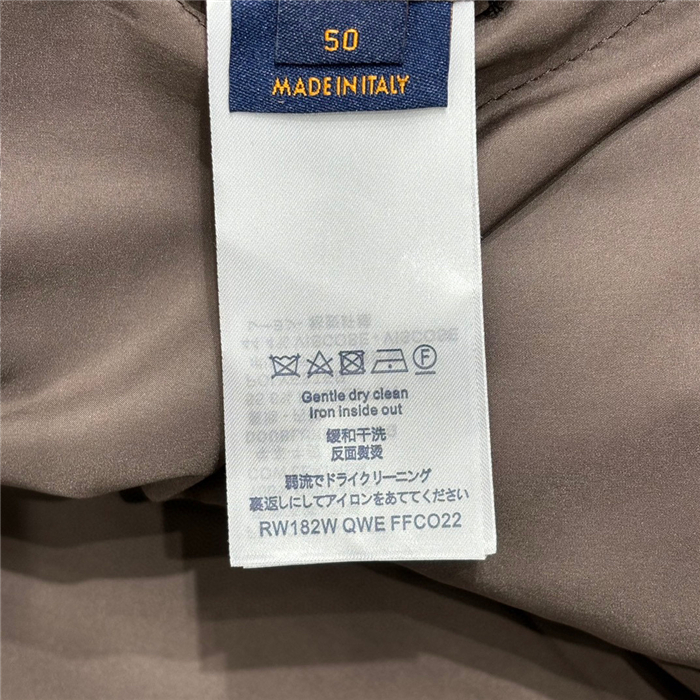 50
MADE IN ITALY
Gentle dry clean
Iron inside out
缓和干洗
反面熨烫
弱流でドライクリーニング
裏返しにしてアイロンをあててください
RW182W QWE FFCO22